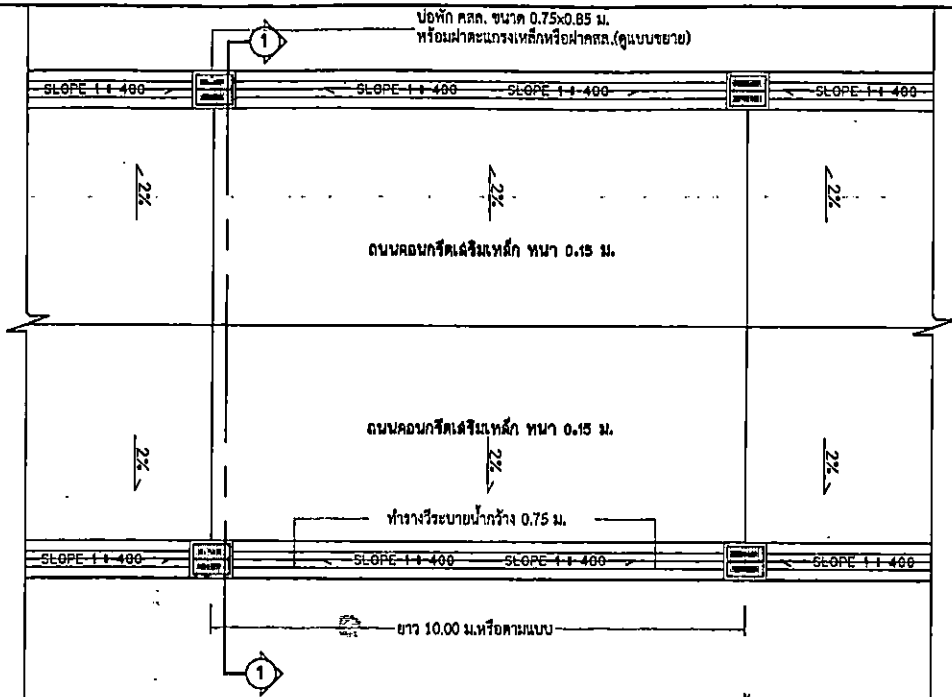 บ่อพัก คสล. ขนาด 0.75x0.85 ม.
พร้อมฝาตะแกรงเหล็กหรือฝาคสล.(ดูแบบขยาย)
1
SLOPE 1:400
SLOPE 1:400
SLOPE 1:400
SLOPE 1:400
2%
2%
2%
ถนนคอนกรีตเสริมเหล็ก หนา 0.15 ม.
ถนนคอนกรีตเสริมเหล็ก หนา 0.15 ม.
2%
2%
2%
ทำรางวีระบายน้ำกว้าง 0.75 ม.
SLOPE 1:400
SLOPE 1:400
SLOPE 1:400
SLOPE 1:400
ยาว 10.00 ม.หรือตามแบบ
1